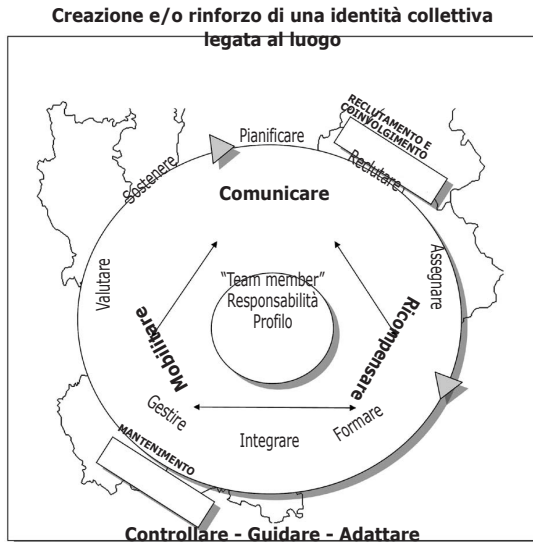 Creazione e/o rinforzo di una identità collettiva
legata al luogo
RECLUTAMENTO E
COINVOLGIMENTO
Pianificare
Sostenere
Reclutare
Comunicare
Valutare
Assegnare
“Team member”
Responsabilità
Profilo
Mobilitare
Ricompensare
Gestire
Formare
Integrare
MANTENIMENTO
Controllare - Guidare - Adattare